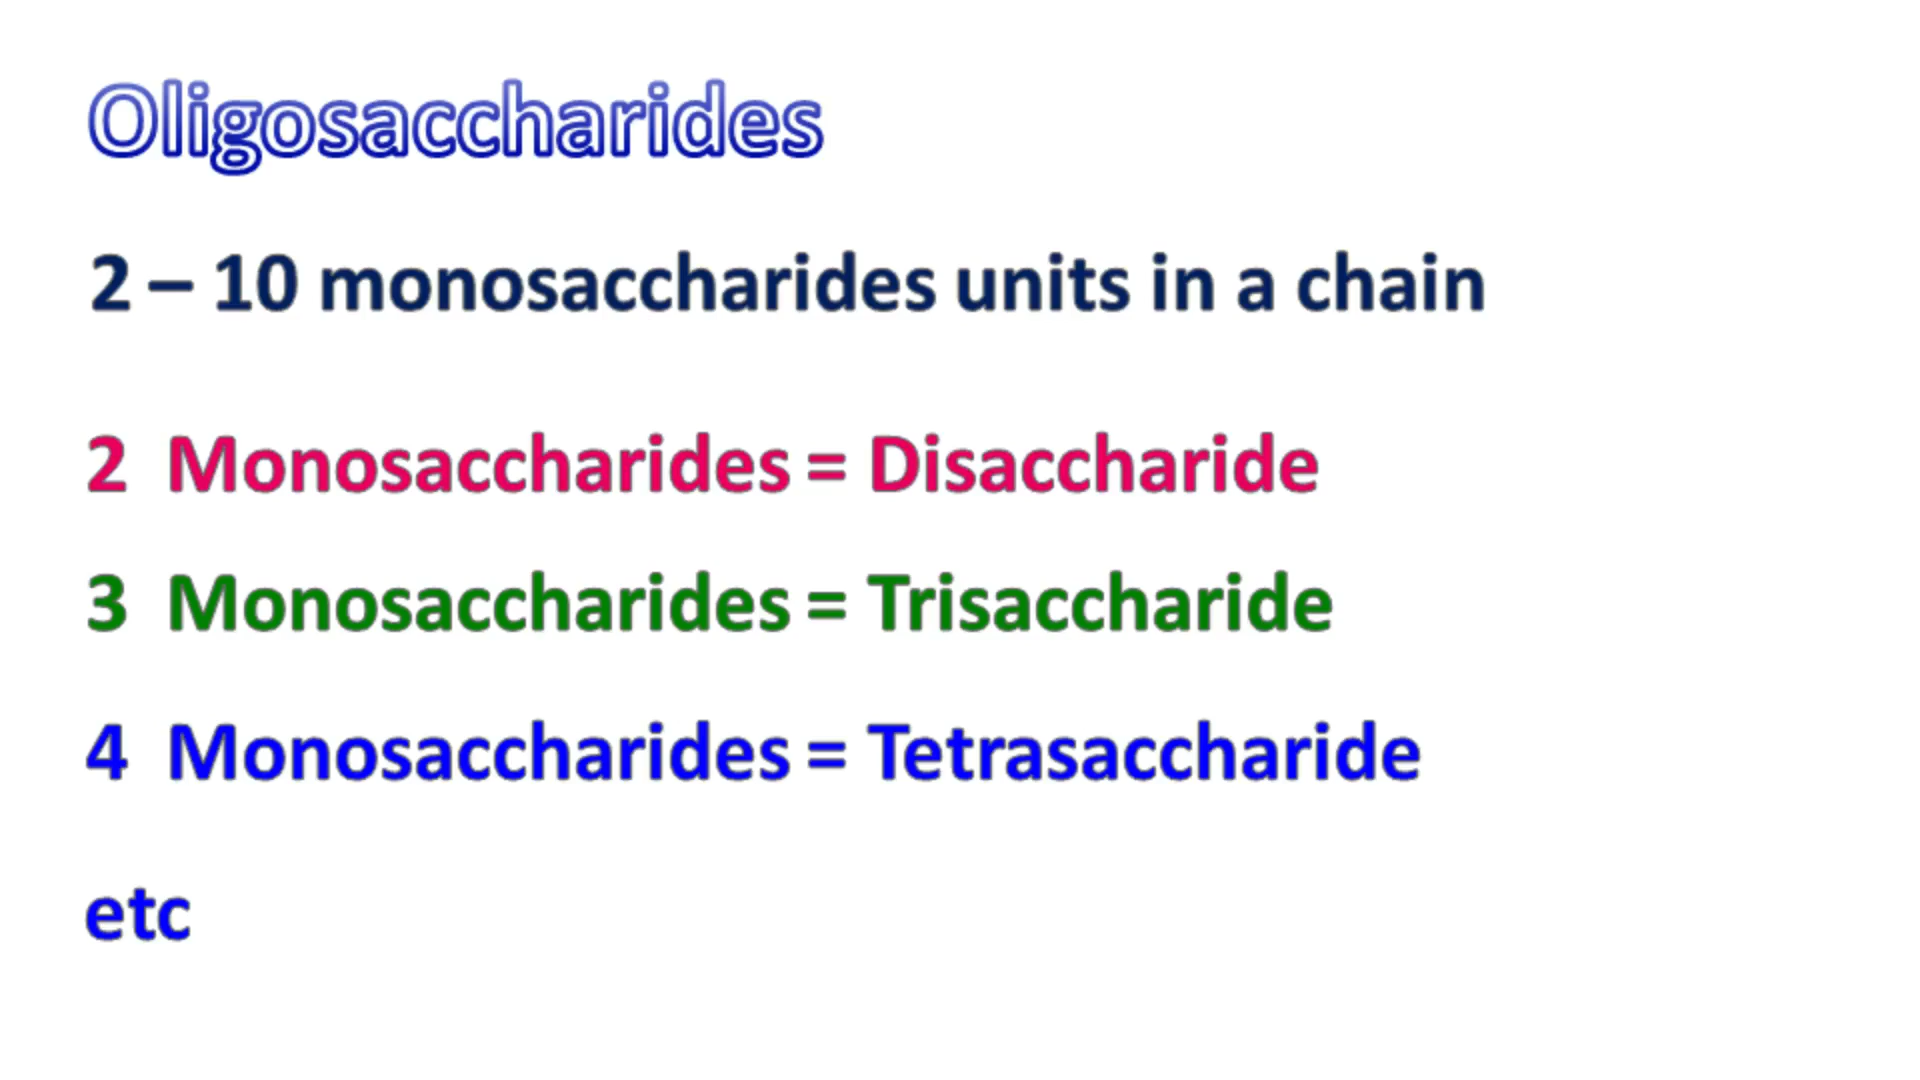 Oligosaccharides
2 – 10 monosaccharides units in a chain
2 Monosaccharides = Disaccharide
3 Monosaccharides = Trisaccharide
4 Monosaccharides = Tetrasaccharide
etc